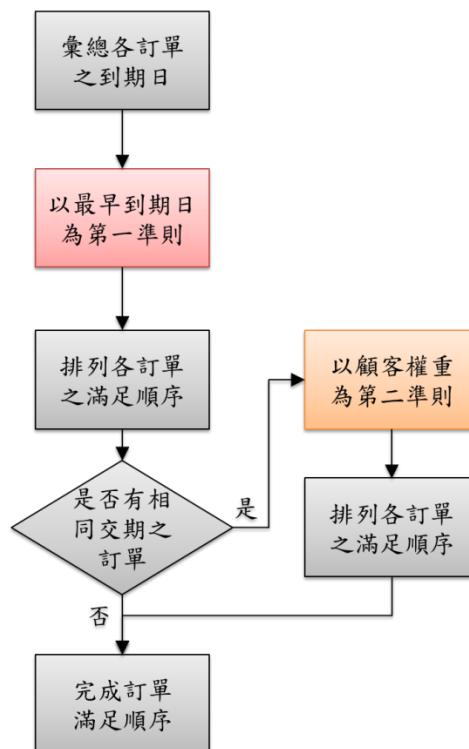 彙總各訂單
之到期日
以最早到期日
為第一準則
排列各訂單
之滿足順序
是否有相
同交期之
訂單
是
以顧客權重
為第二準則
排列各訂單
之滿足順序
否
完成訂單
滿足順序